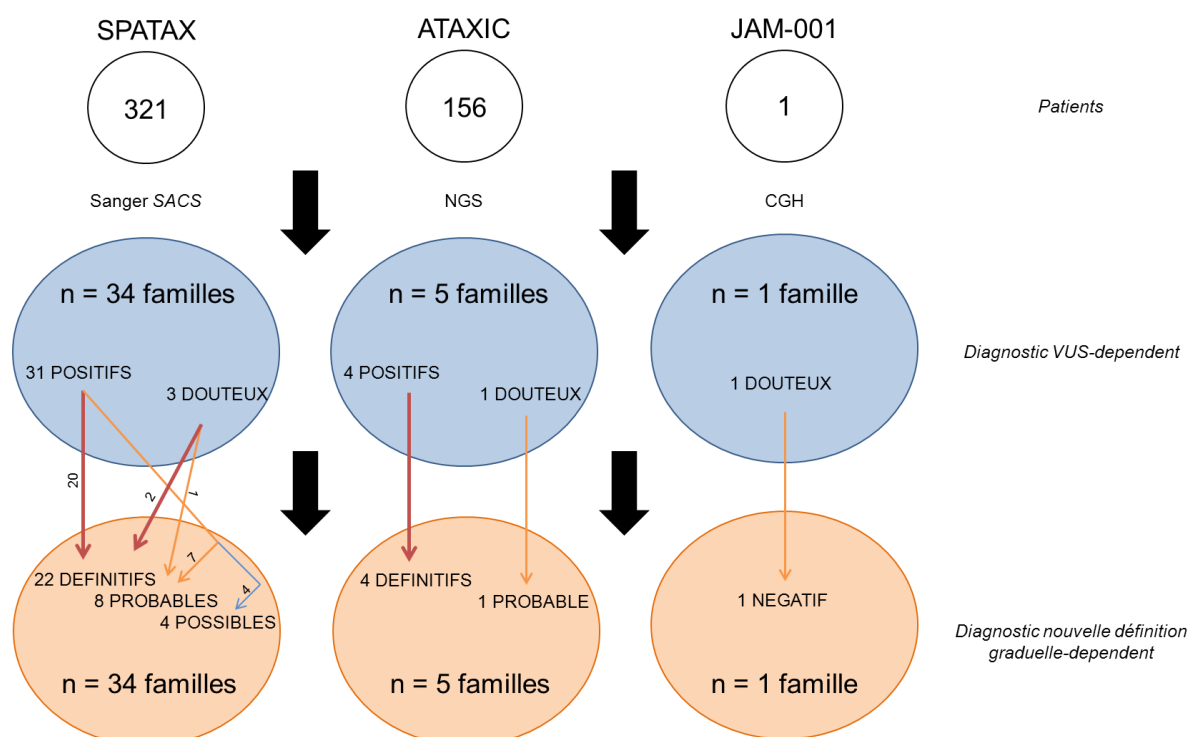 SPATAX ATAXIC JAM-001
321 156 1 Patients
Sanger SACS NGS CGH
n = 34 familles n = 5 familles n = 1 famille
Diagnostic VUS-dependent
31 POSITIFS 4 POSITIFS
3 DOUTEUX 1 DOUTEUX 1 DOUTEUX
20 2 1
7 4
22 DEFINITIFS 4 DEFINITIFS
8 PROBABLES 1 PROBABLE 1 NEGATIF
4 POSSIBLES
Diagnostic nouvelle définition
graduelle-dependent
n = 34 familles n = 5 familles n = 1 famille